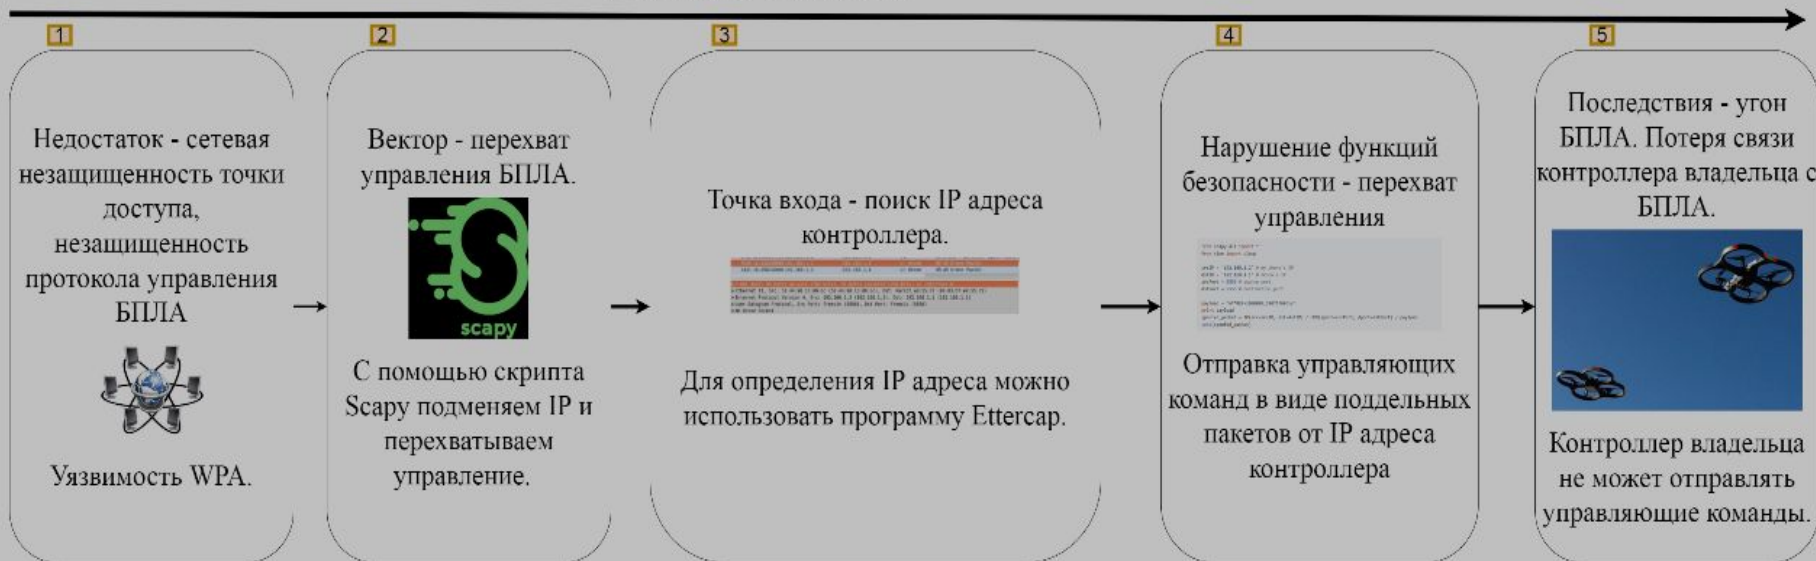 1
2
3
4
5
Недостаток - сетевая
незащищенность точки
доступа,
незащищенность
протокола управления
БПЛА
Уязвимость WPA.
Вектор - перехват
управления БПЛА.
scapy
С помощью скрипта
Scapy подменяем IP и
перехватываем
управление.
Точка входа - поиск IP адреса
контроллера.
Для определения IP адреса можно
использовать программу Ettercap.
Нарушение функций
безопасности - перехват
управления
Отправка управляющих
команд в виде поддельных
пакетов от IP адреса
контроллера
Последствия - угон
БПЛА. Потеря связи
контроллера владельца с
БПЛА.
Контроллер владельца
не может отправлять
управляющие команды.